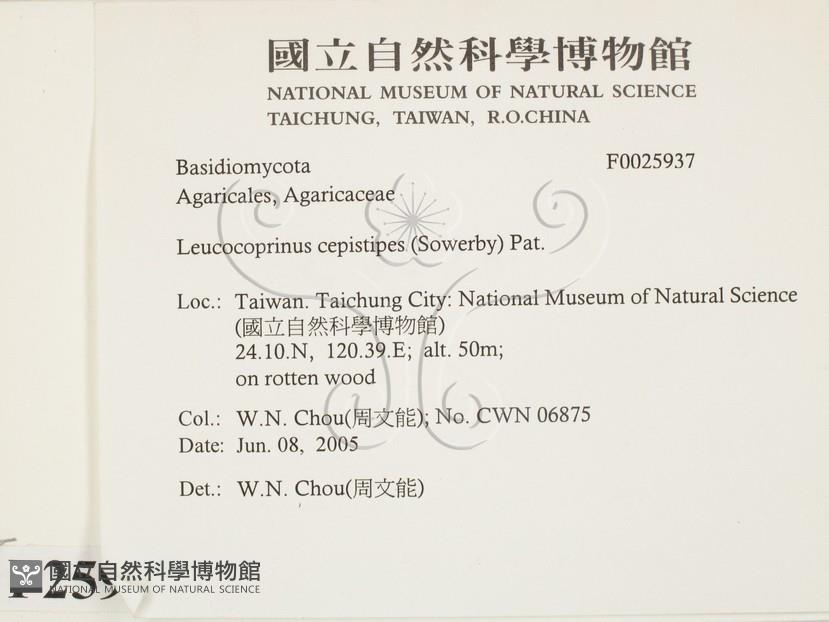 國立自然科學博物館
NATIONAL MUSEUM OF NATURAL SCIENCE
TAICHUNG, TAIWAN, R.O.CHINA
Basidiomycota F0025937
Agaricales, Agaricaceae
Leucocoprinus cepistipes (Sowerby) Pat.
Loc.: Taiwan. Taichung City: National Museum of Natural Science
(國立自然科學博物館)
24.10.N, 120.39.E; alt. 50m;
on rotten wood
Col.: W.N. Chou(周文能); No. CWN 06875
Date: Jun. 08, 2005
Det.: W.N. Chou(周文能)
國立自然科學博物館
NATIONAL MUSEUM OF NATURAL SCIENCE